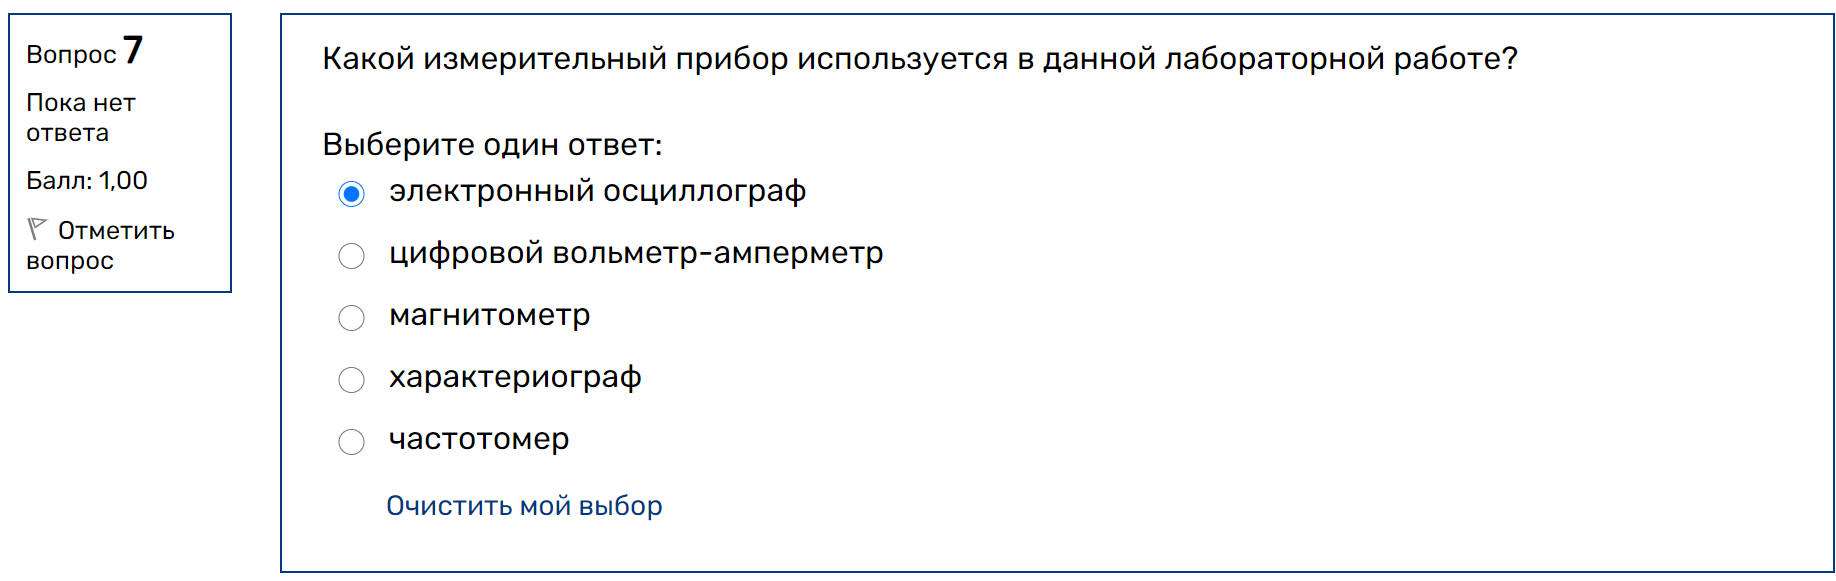 Вопрос 7
Пока нет
ответа
Балл: 1,00
Отметить
вопрос
Какой измерительный прибор используется в данной лабораторной работе?
Выберите один ответ:
электронный осциллограф
цифровой вольметр-амперметр
магнитометр
характериограф
частотомер
Очистить мой выбор